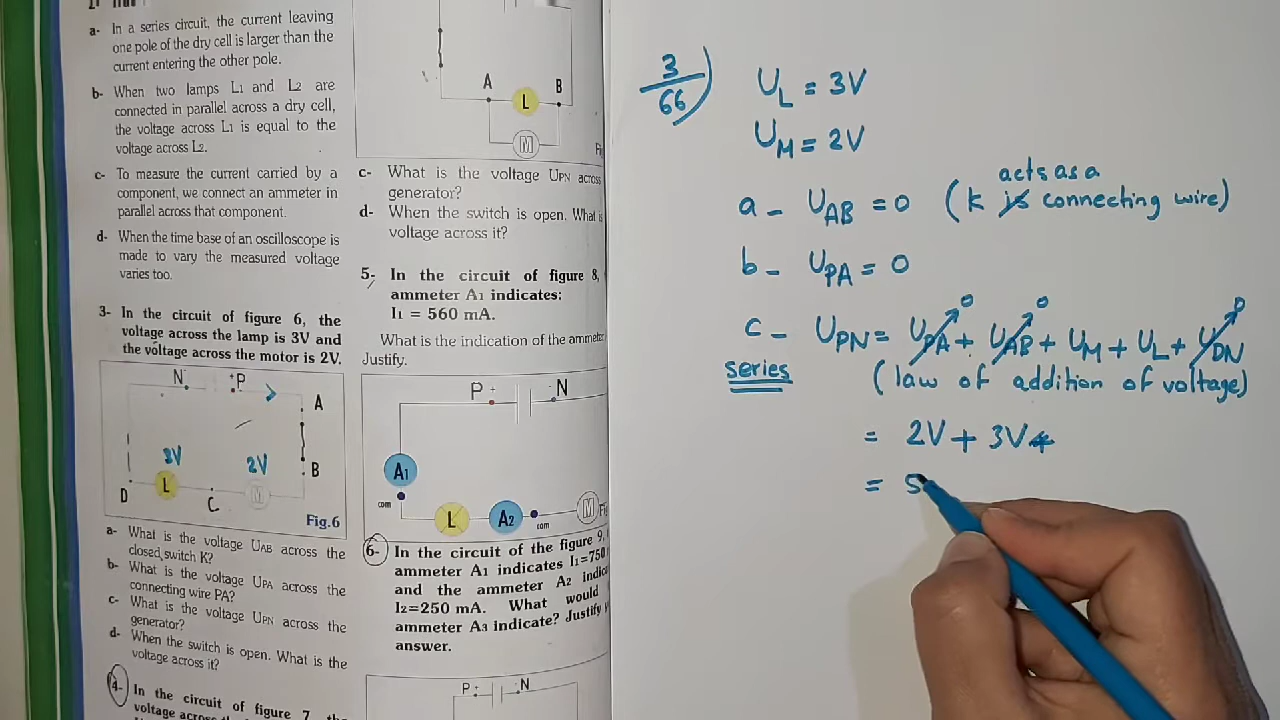 a- In a series circuit, the current leaving
one pole of the dry cell is larger than the
current entering the other pole.
b- When two lamps L1 and L2 are
connected in parallel across a dry cell,
the voltage across L1 is equal to the
voltage across L2.
c- To measure the current carried by a
component, we connect an ammeter in
parallel across that component.
d- When the time base of an oscilloscope is
made to vary the measured voltage
varies too.
3- In the circuit of figure 6, the
voltage across the lamp is 3V and
the voltage across the motor is 2V.
N P
A
3V 2V B
D L C M
Fig.6
a- What is the voltage UAB across the
closed switch K?
b- What is the voltage UPA across the
connecting wire PA?
c- What is the voltage UPN across the
generator?
d- When the switch is open. What is the
voltage across it?
4- In the circuit of figure 7, the
voltage across the
A B
L
M
c- What is the voltage UPN across
generator?
d- When the switch is open. What is
voltage across it?
5- In the circuit of figure 8,
ammeter A1 indicates:
I1 = 560 mA.
What is the indication of the ammeter
Justify.
P + - N
A1
com
L A2 com M
6- In the circuit of the figure 9,
ammeter A1 indicates I1=750
and the ammeter A2
I2=250 mA. What would
ammeter A3 indicate? Justify
answer.
P + - N
3/66)
UL = 3V
UM = 2V
acts as a
a- UAB = 0 (k is connecting wire)
b- UPA = 0
0 0 0
c- UPN = UPA + UAB + UM + UL + UDN
series (law of addition of voltage)
= 2V + 3V
= 5